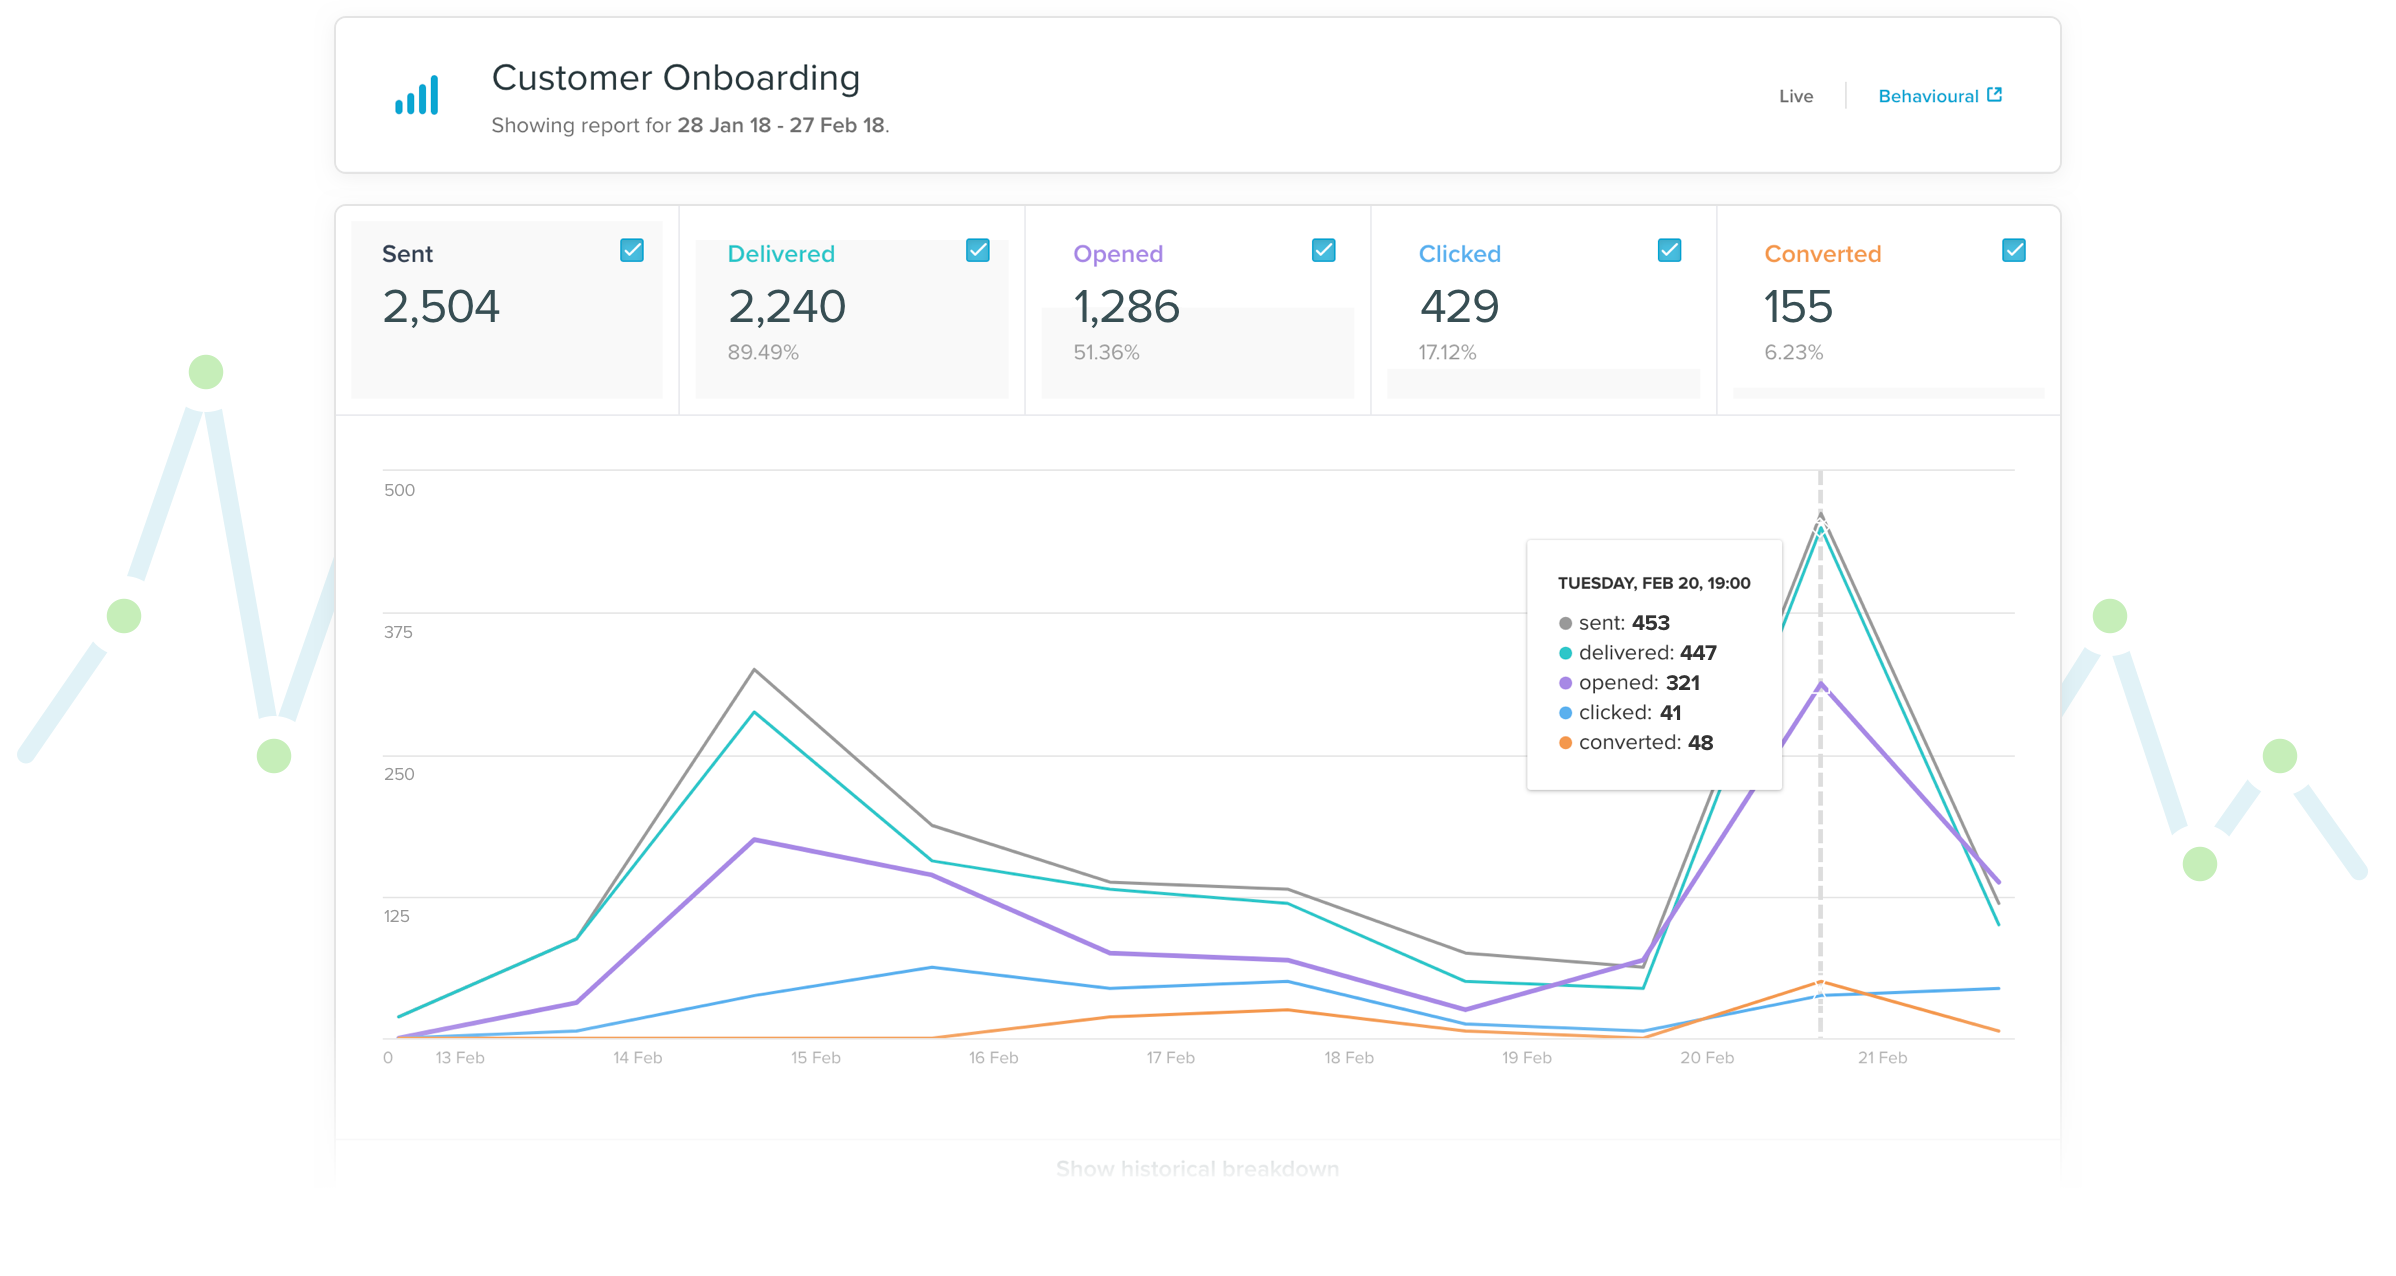 Customer Onboarding
Showing report for 28 Jan 18 - 27 Feb 18.
Live
Behavioural
Sent
2,504
Delivered
2,240
89.49%
Opened
1,286
51.36%
Clicked
429
17.12%
Converted
155
6.23%
500
375
250
125
TUESDAY, FEB 20, 19:00
sent: 453
delivered: 447
opened: 321
clicked: 41
converted: 48
0 13 Feb 14 Feb 15 Feb 16 Feb 17 Feb 18 Feb 19 Feb 20 Feb 21 Feb
Show historical breakdown